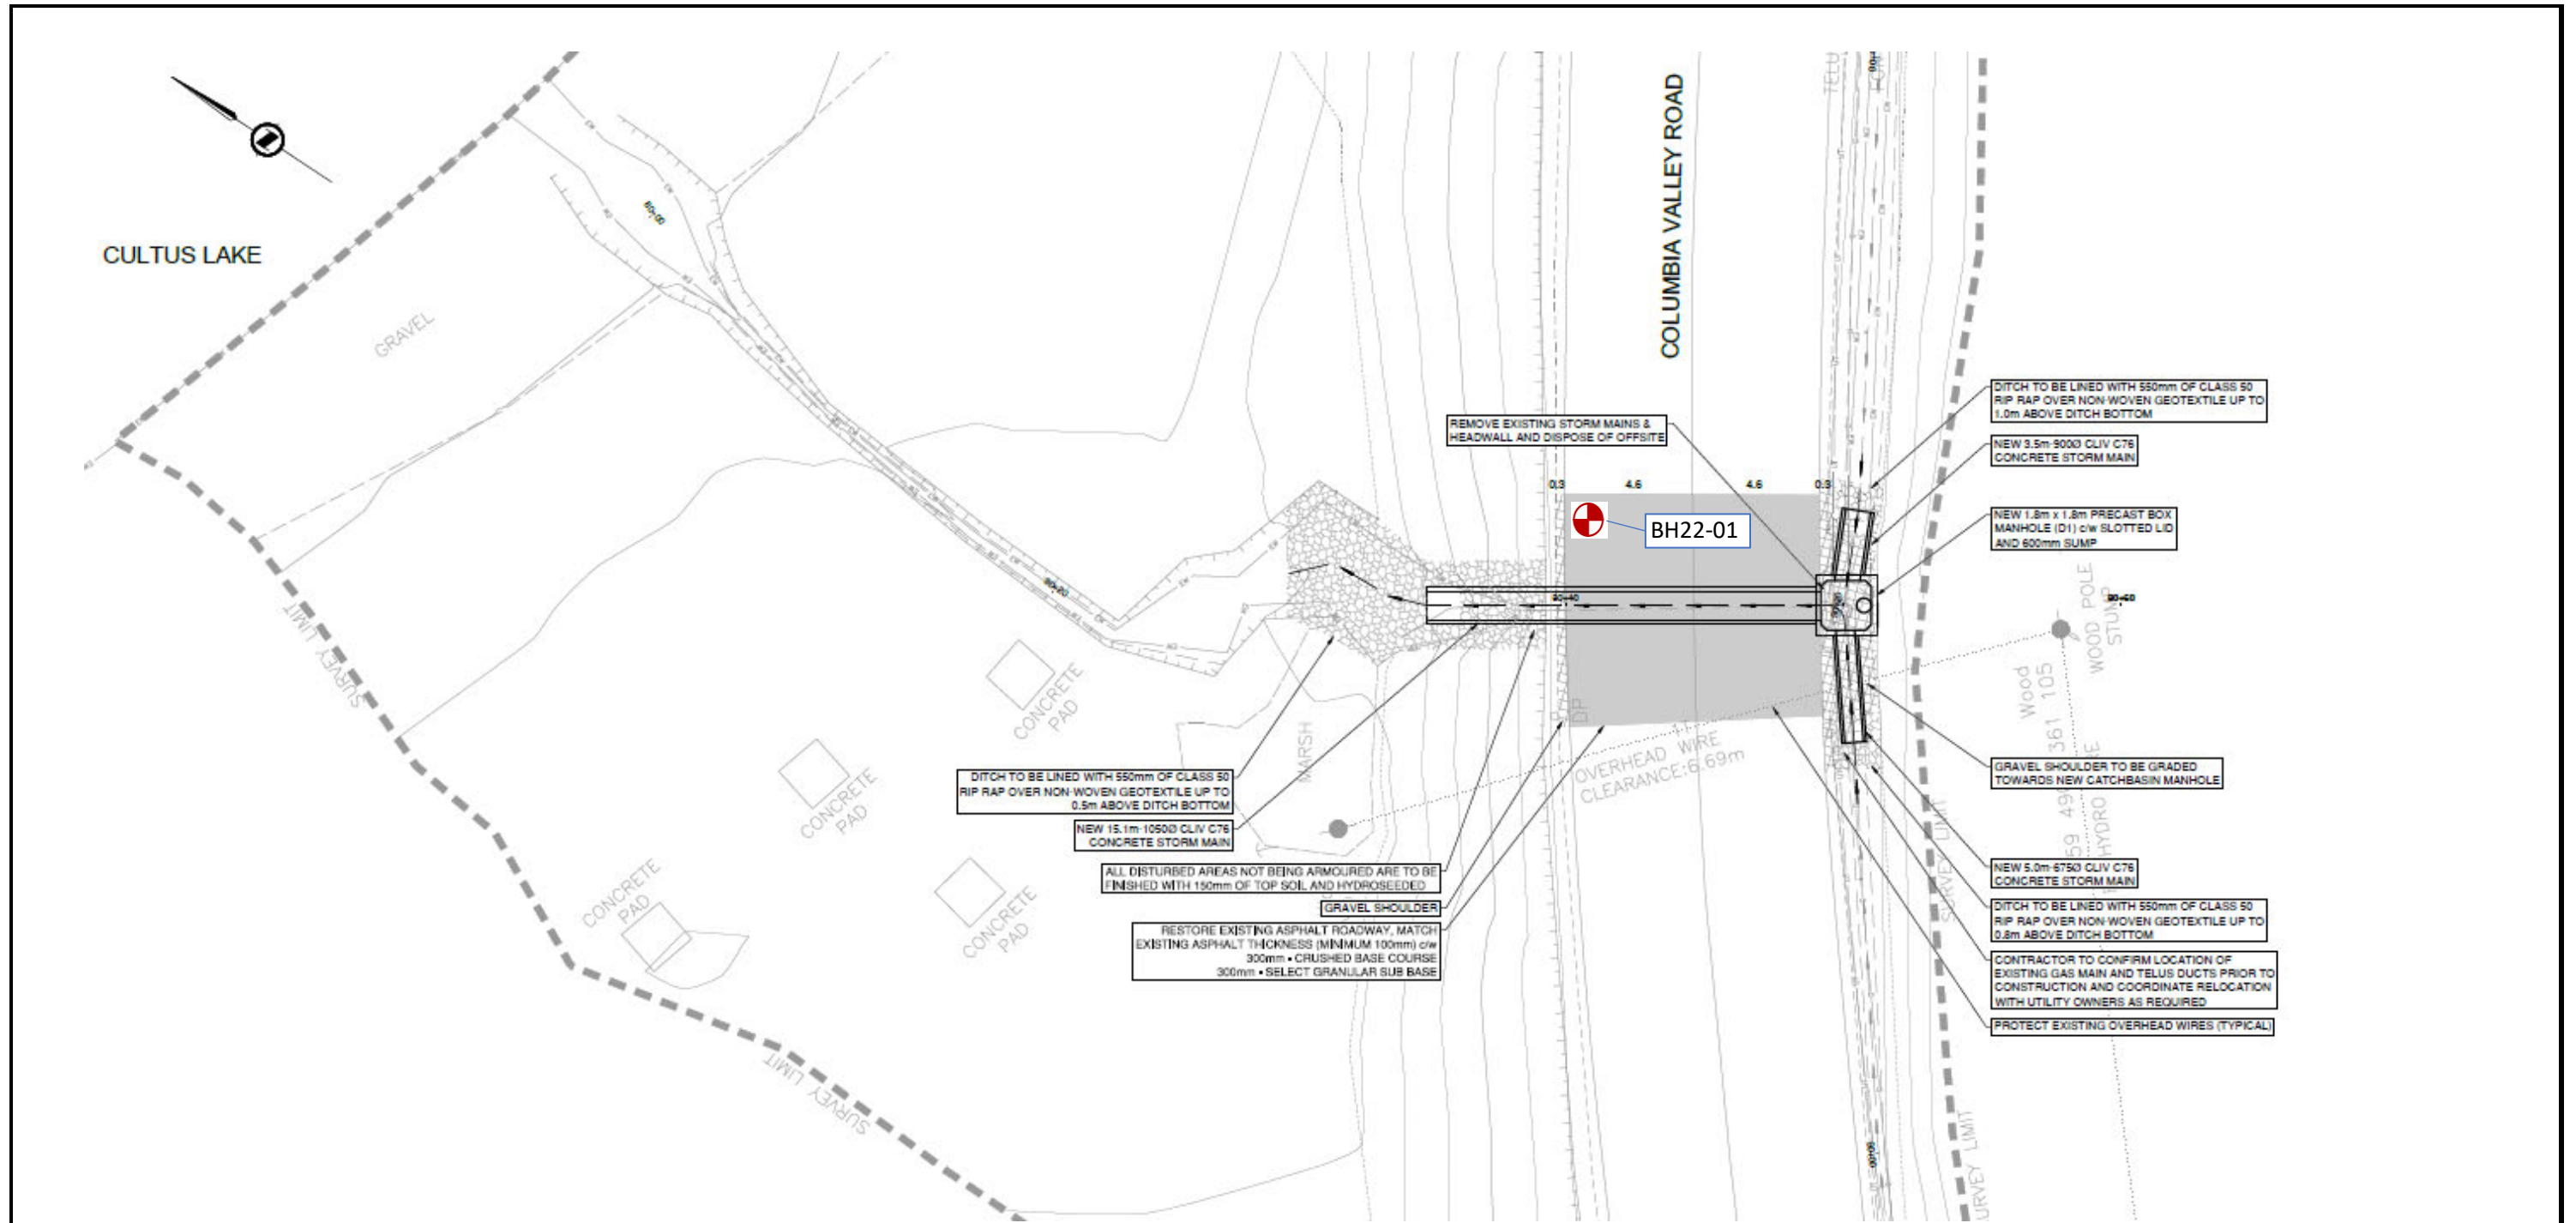 CULTUS LAKE
GRAVEL
60+00
COLUMBIA VALLEY ROAD
TELU
REMOVE EXISTING STORM MAINS &
HEADWALL AND DISPOSE OF OFFSITE
0.3
4.6
4.6
0.3
BH22-01
DITCH TO BE LINED WITH 550mm OF CLASS 50
RIP RAP OVER NON-WOVEN GEOTEXTILE UP TO
1.0m ABOVE DITCH BOTTOM
NEW 3.5m-900Ø CLIV C76
CONCRETE STORM MAIN
NEW 1.8m x 1.8m PRECAST BOX
MANHOLE (D1) c/w SLOTTED LID
AND 600mm SUMP
WOOD POLE
STUMP
Wood
361 105
HYDRO
SURVEY LIMIT
CONCRETE
PAD
CONCRETE
PAD
CONCRETE
PAD
CONCRETE
PAD
MARSH
DP
OVERHEAD WIRE
CLEARANCE:6.69m
DITCH TO BE LINED WITH 550mm OF CLASS 50
RIP RAP OVER NON-WOVEN GEOTEXTILE UP TO
0.5m ABOVE DITCH BOTTOM
NEW 15.1m-1050Ø CLIV C76
CONCRETE STORM MAIN
ALL DISTURBED AREAS NOT BEING ARMOURED ARE TO BE
FINISHED WITH 150mm OF TOP SOIL AND HYDROSEEDED
GRAVEL SHOULDER
RESTORE EXISTING ASPHALT ROADWAY, MATCH
EXISTING ASPHALT THICKNESS (MINIMUM 100mm) c/w
300mm - CRUSHED BASE COURSE
300mm - SELECT GRANULAR SUB BASE
GRAVEL SHOULDER TO BE GRADED
TOWARDS NEW CATCHBASIN MANHOLE
NEW 5.0m-675Ø CLIV C76
CONCRETE STORM MAIN
DITCH TO BE LINED WITH 550mm OF CLASS 50
RIP RAP OVER NON-WOVEN GEOTEXTILE UP TO
0.8m ABOVE DITCH BOTTOM
CONTRACTOR TO CONFIRM LOCATION OF
EXISTING GAS MAIN AND TELUS DUCTS PRIOR TO
CONSTRUCTION AND COORDINATE RELOCATION
WITH UTILITY OWNERS AS REQUIRED
PROTECT EXISTING OVERHEAD WIRES (TYPICAL)
SURVEY LIMIT
SURVEY LIMIT
URVEY LIMIT